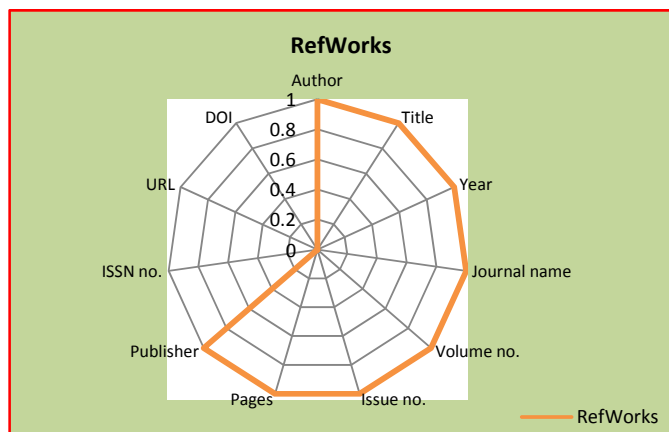 RefWorks
Author
1
DOI
Title
0.8
0.6
URL
Year
0.4
0.2
0
ISSN no.
Journal name
Publisher
Volume no.
Pages
Issue no.
RefWorks